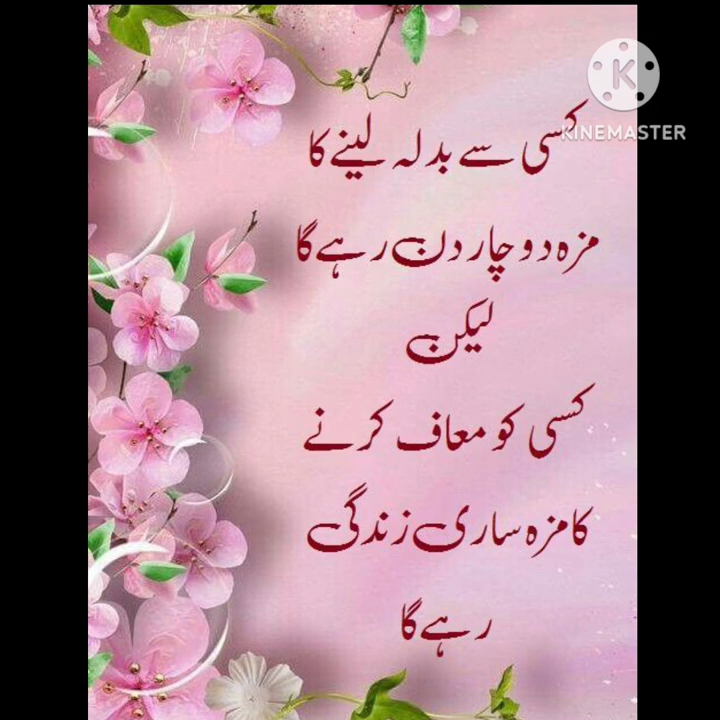 K
KINEMASTER
کسی سے بدلہ لینے کا
مزہ دو چار دن رہے گا
لیکن
کسی کو معاف کرنے
کا مزہ ساری زندگی
رہے گا